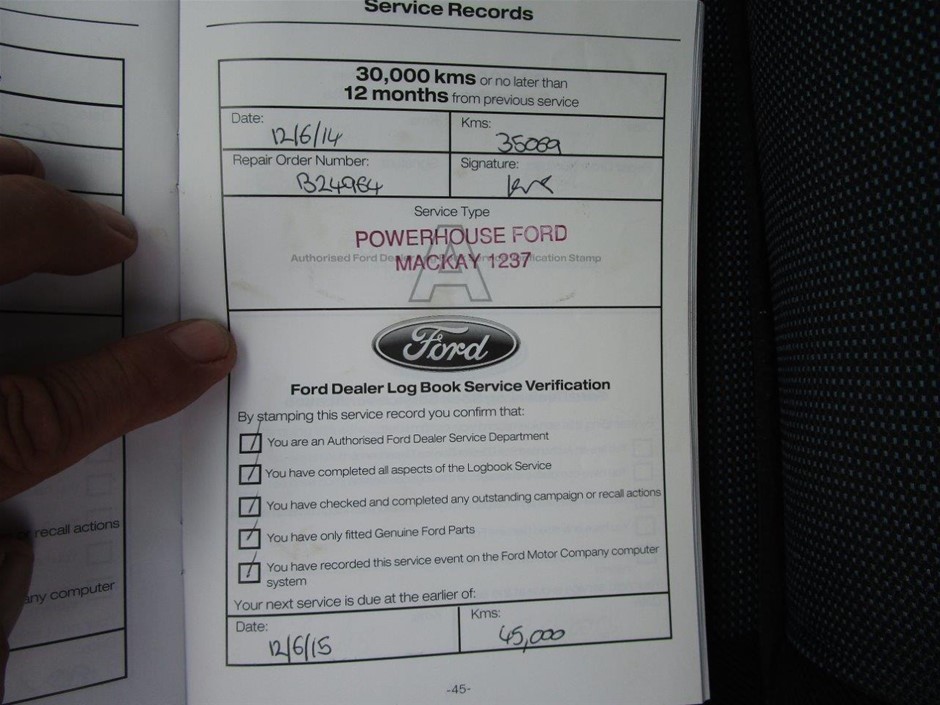 Service Records
30,000 kms or no later than
12 months from previous service
Date:
12/6/14
Kms:
35069
Repair Order Number:
B24964
Signature:
Service Type
POWERHOUSE FORD
Authorised Ford Dealer Verification Stamp
MACKAY 1237
A
Ford
Ford Dealer Log Book Service Verification
By stamping this service record you confirm that:
You are an Authorised Ford Dealer Service Department
You have completed all aspects of the Logbook Service
You have checked and completed any outstanding campaign or recall actions
You have only fitted Genuine Ford Parts
You have recorded this service event on the Ford Motor Company computer
system
Your next service is due at the earlier of:
Date:
12/6/15
Kms:
45,000
-45-
recall actions
any computer